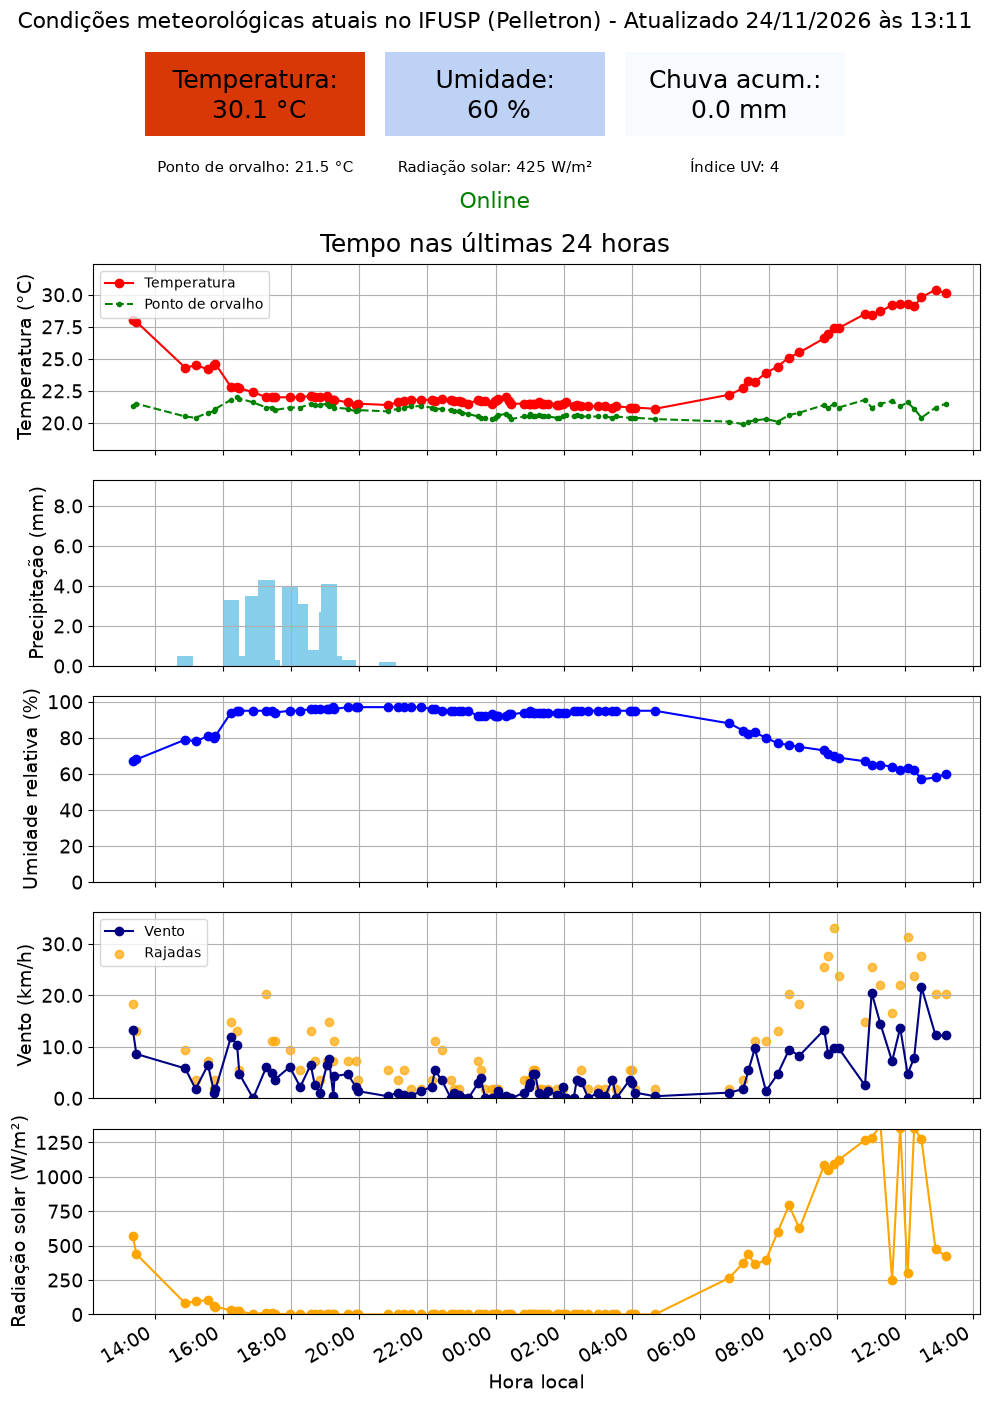 Condições meteorológicas atuais no IFUSP (Pelletron) - Atualizado 24/11/2026 às 13:11
Temperatura:
30.1 °C
Umidade:
60 %
Chuva acum.:
0.0 mm
Ponto de orvalho: 21.5 °C
Radiação solar: 425 W/m²
Índice UV: 4
Online
Tempo nas últimas 24 horas
Temperatura (°C)
30.0
27.5
25.0
22.5
20.0
Temperatura
Ponto de orvalho
Precipitação (mm)
8.0
6.0
4.0
2.0
0.0
Umidade relativa (%)
100
80
60
40
20
0
Vento (km/h)
30.0
20.0
10.0
0.0
Vento
Rajadas
Radiação solar (W/m²)
1250
1000
750
500
250
0
14:00
16:00
18:00
20:00
22:00
00:00
02:00
04:00
06:00
08:00
10:00
12:00
14:00
Hora local